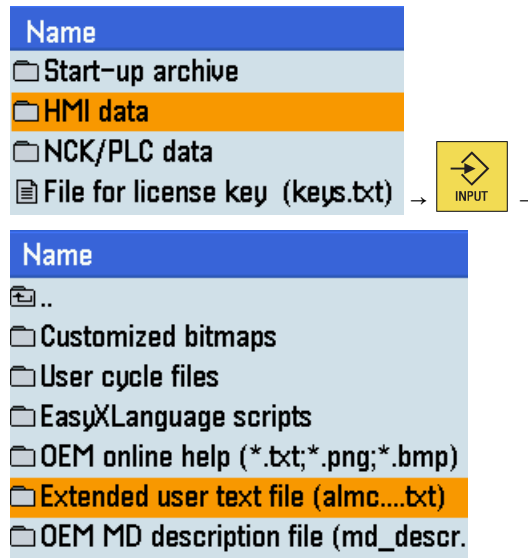 Name
Start-up archive
HMI data
NCK/PLC data
File for license key (keys.txt)
→ INPUT →
Name
..
Customized bitmaps
User cycle files
EasyXLanguage scripts
OEM online help (*.txt;*.png;*.bmp)
Extended user text file (almc....txt)
OEM MD description file (md_descr.